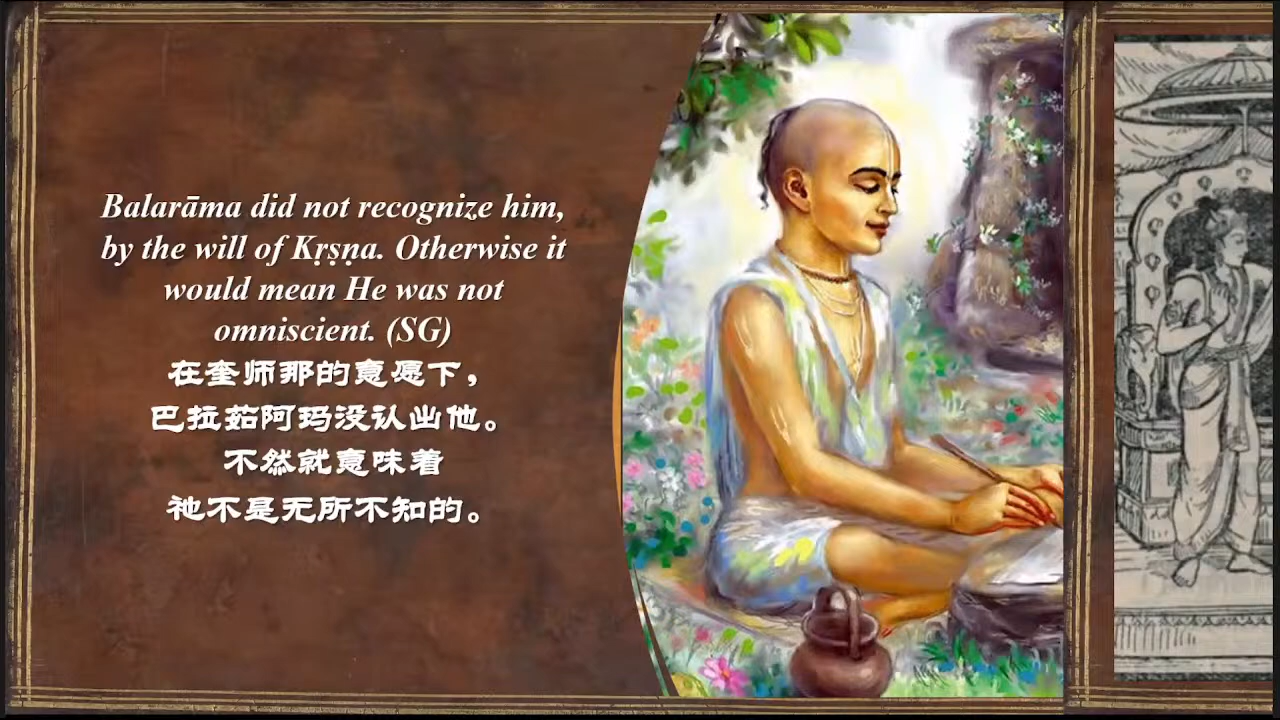 Balarāma did not recognize him,
by the will of Kṛṣṇa. Otherwise it
would mean He was not
omniscient. (SG)
在奎师那的意愿下，
巴拉茹阿玛没认出他。
不然就意味着
祂不是无所不知的。